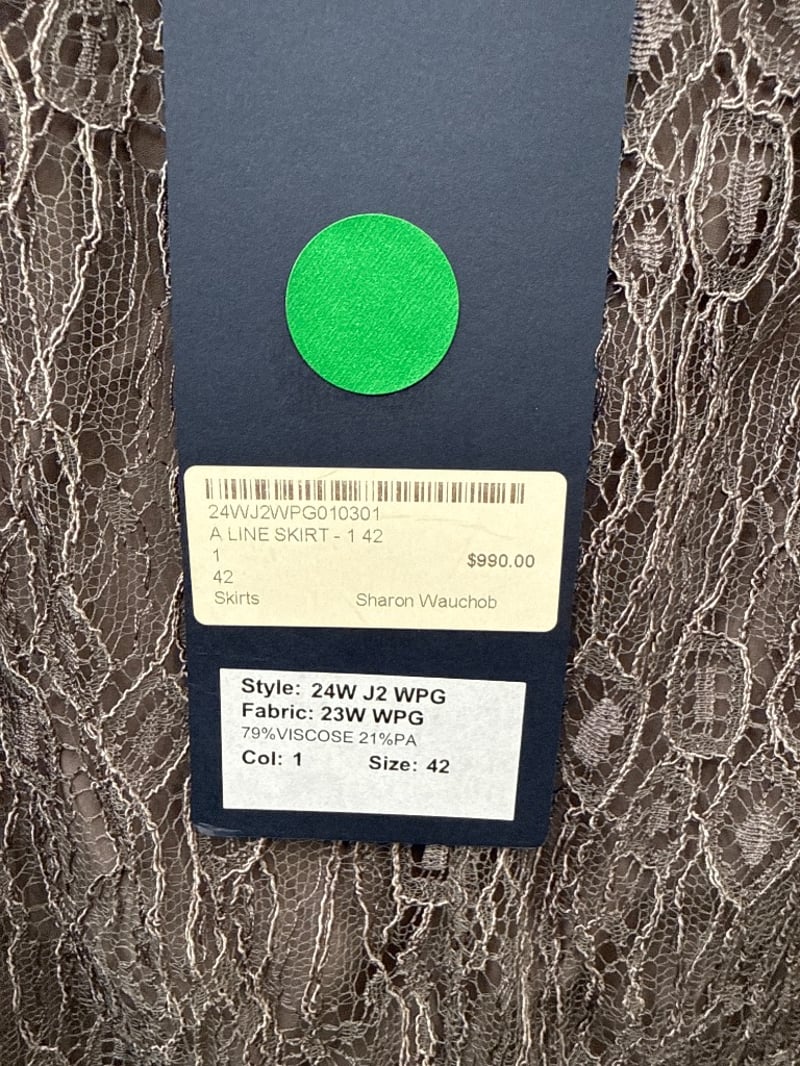 24WJ2WPG010301
A LINE SKIRT - 1 42
1
$990.00
42
Skirts Sharon Wauchob
Style: 24W J2 WPG
Fabric: 23W WPG
79%VISCOSE 21%PA
Col: 1 Size: 42